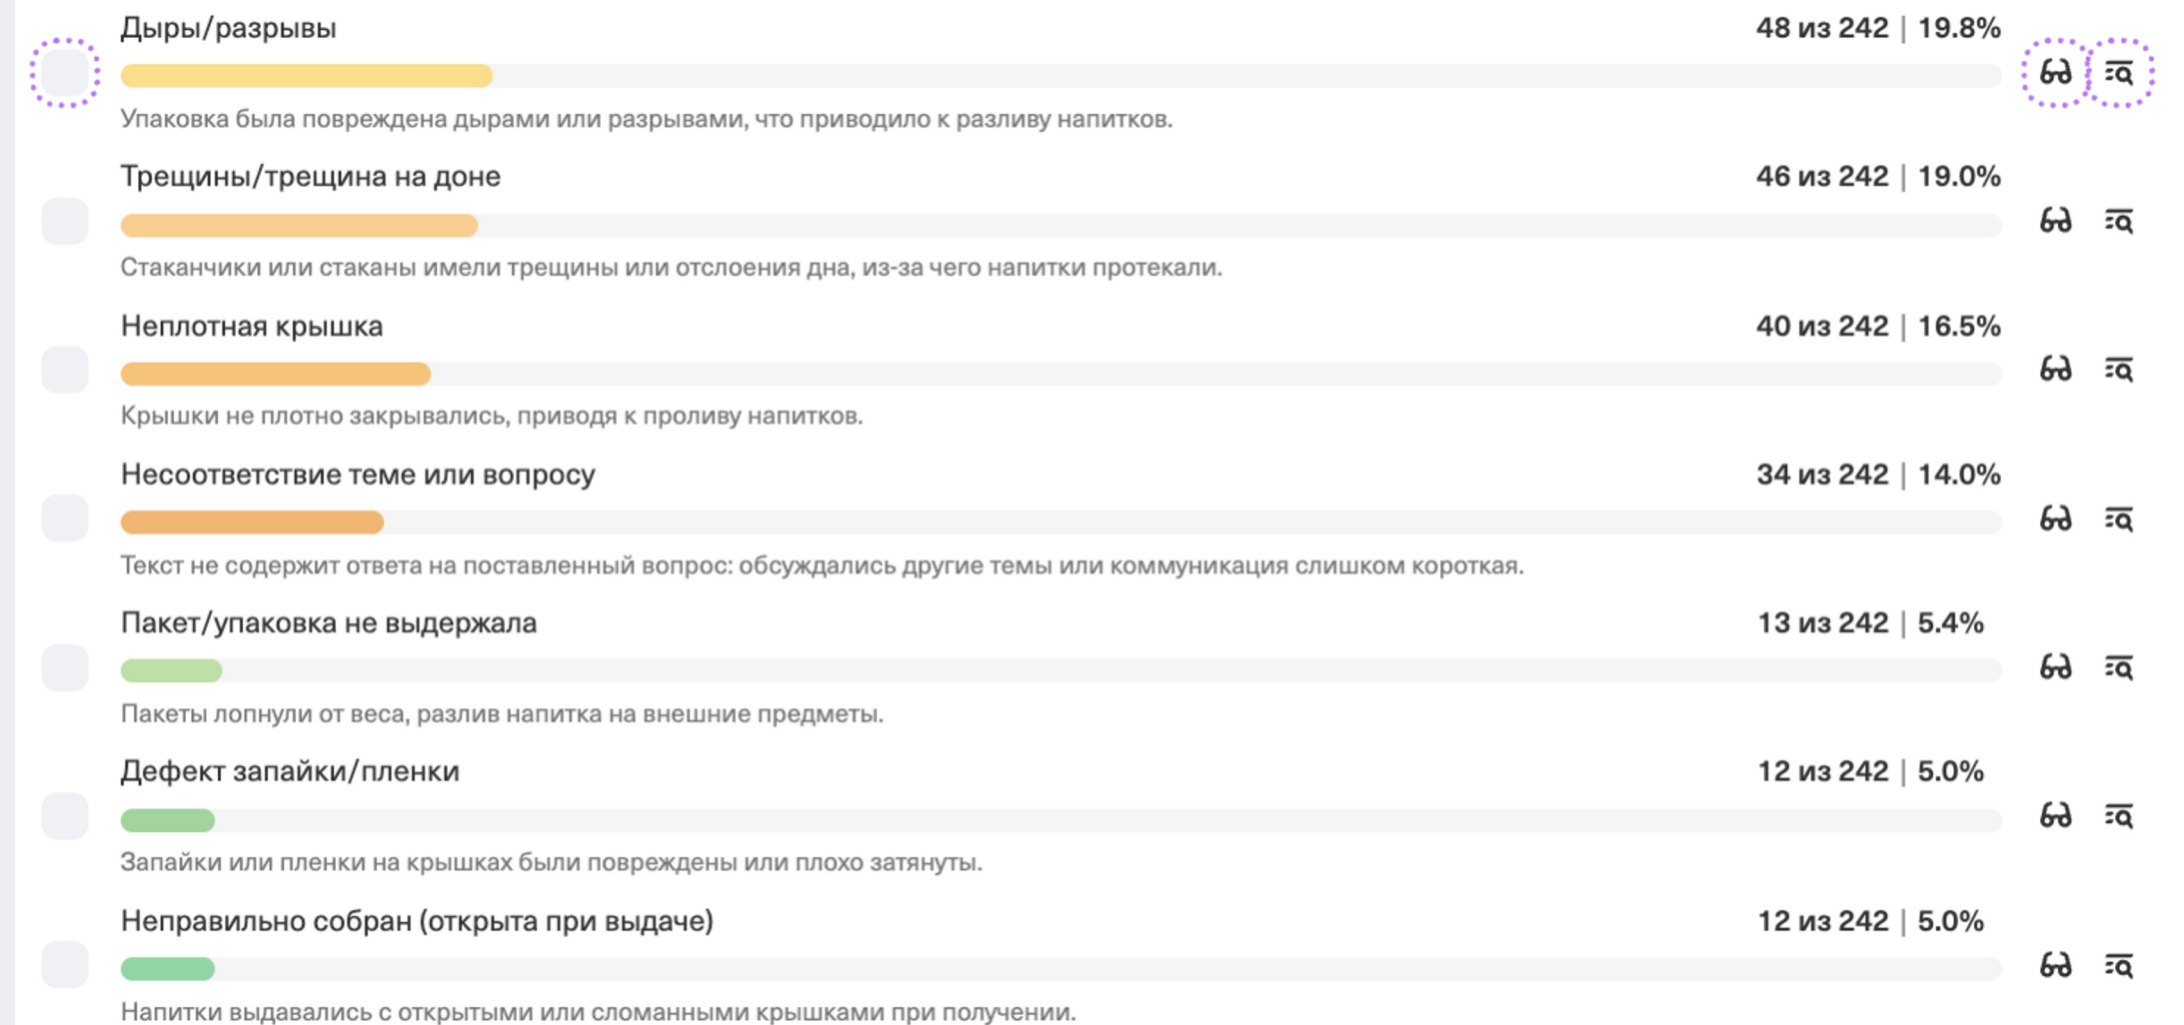 Дыры/разрывы
48 из 242 | 19.8%
Упаковка была повреждена дырами или разрывами, что приводило к разливу напитков.
Трещины/трещина на доне
46 из 242 | 19.0%
Стаканчики или стаканы имели трещины или отслоения дна, из-за чего напитки протекали.
Неплотная крышка
40 из 242 | 16.5%
Крышки не плотно закрывались, приводя к проливу напитков.
Несоответствие теме или вопросу
34 из 242 | 14.0%
Текст не содержит ответа на поставленный вопрос: обсуждались другие темы или коммуникация слишком короткая.
Пакет/упаковка не выдержала
13 из 242 | 5.4%
Пакеты лопнули от веса, разлив напитка на внешние предметы.
Дефект запайки/пленки
12 из 242 | 5.0%
Запайки или пленки на крышках были повреждены или плохо затянуты.
Неправильно собран (открыта при выдаче)
12 из 242 | 5.0%
Напитки выдавались с открытыми или сломанными крышками при получении.